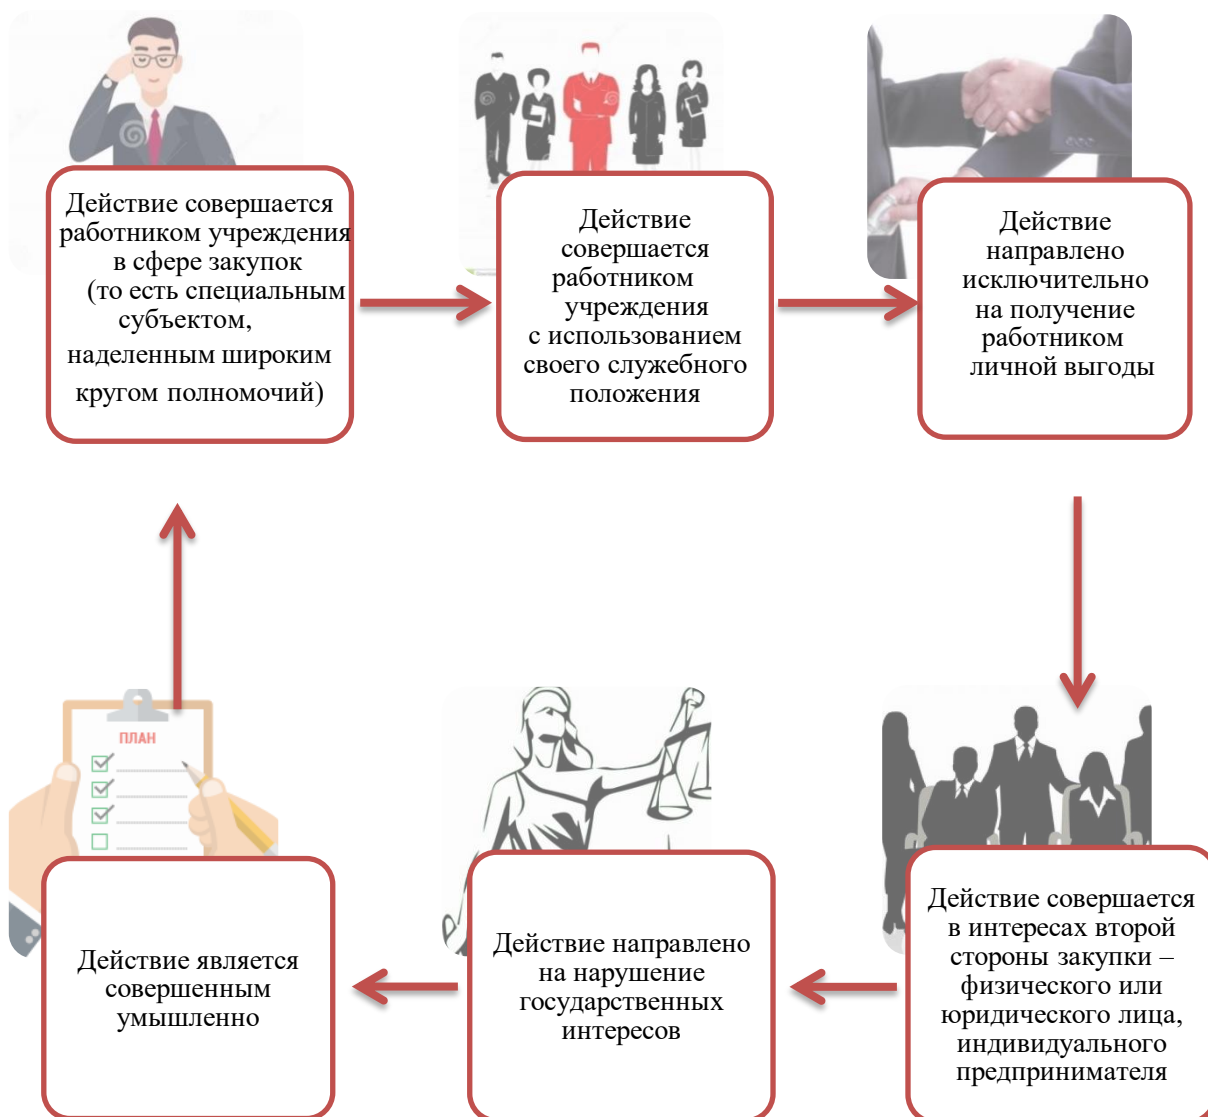 Действие совершается
работником учреждения
в сфере закупок
(то есть специальным
субъектом,
наделенным широким
кругом полномочий)
Действие
совершается
работником
учреждения
с использованием
своего служебного
положения
Действие
направлено
исключительно
на получение
работником
личной выгоды
Действие совершается
в интересах второй
стороны закупки –
физического или
юридического лица,
индивидуального
предпринимателя
Действие направлено
на нарушение
государственных
интересов
ПЛАН
Действие является
совершенным
умышленно